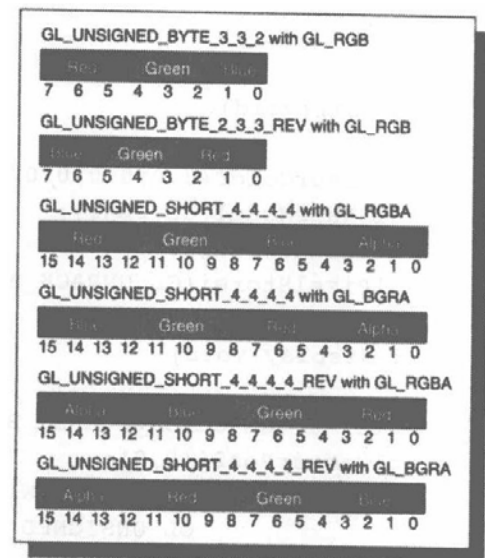 GL_UNSIGNED_BYTE_3_3_2 with GL_RGB
Red Green Blue
7 6 5 4 3 2 1 0
GL_UNSIGNED_BYTE_2_3_3_REV with GL_RGB
Blue Green Red
7 6 5 4 3 2 1 0
GL_UNSIGNED_SHORT_4_4_4_4 with GL_RGBA
Red Green Blue Alpha
15 14 13 12 11 10 9 8 7 6 5 4 3 2 1 0
GL_UNSIGNED_SHORT_4_4_4_4 with GL_BGRA
Blue Green Red Alpha
15 14 13 12 11 10 9 8 7 6 5 4 3 2 1 0
GL_UNSIGNED_SHORT_4_4_4_4_REV with GL_RGBA
Alpha Blue Green Red
15 14 13 12 11 10 9 8 7 6 5 4 3 2 1 0
GL_UNSIGNED_SHORT_4_4_4_4_REV with GL_BGRA
Alpha Red Green Blue
15 14 13 12 11 10 9 8 7 6 5 4 3 2 1 0